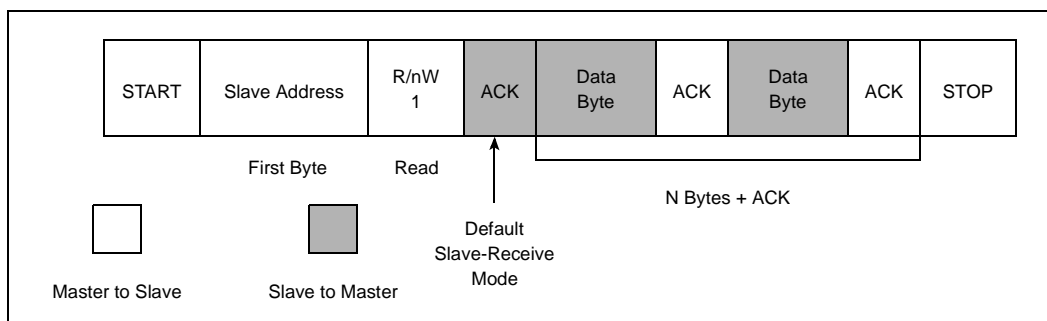 START
Slave Address
R/nW
1
ACK
Data
Byte
ACK
Data
Byte
ACK
STOP
First Byte
Read
N Bytes + ACK
Default
Slave-Receive
Mode
Master to Slave
Slave to Master